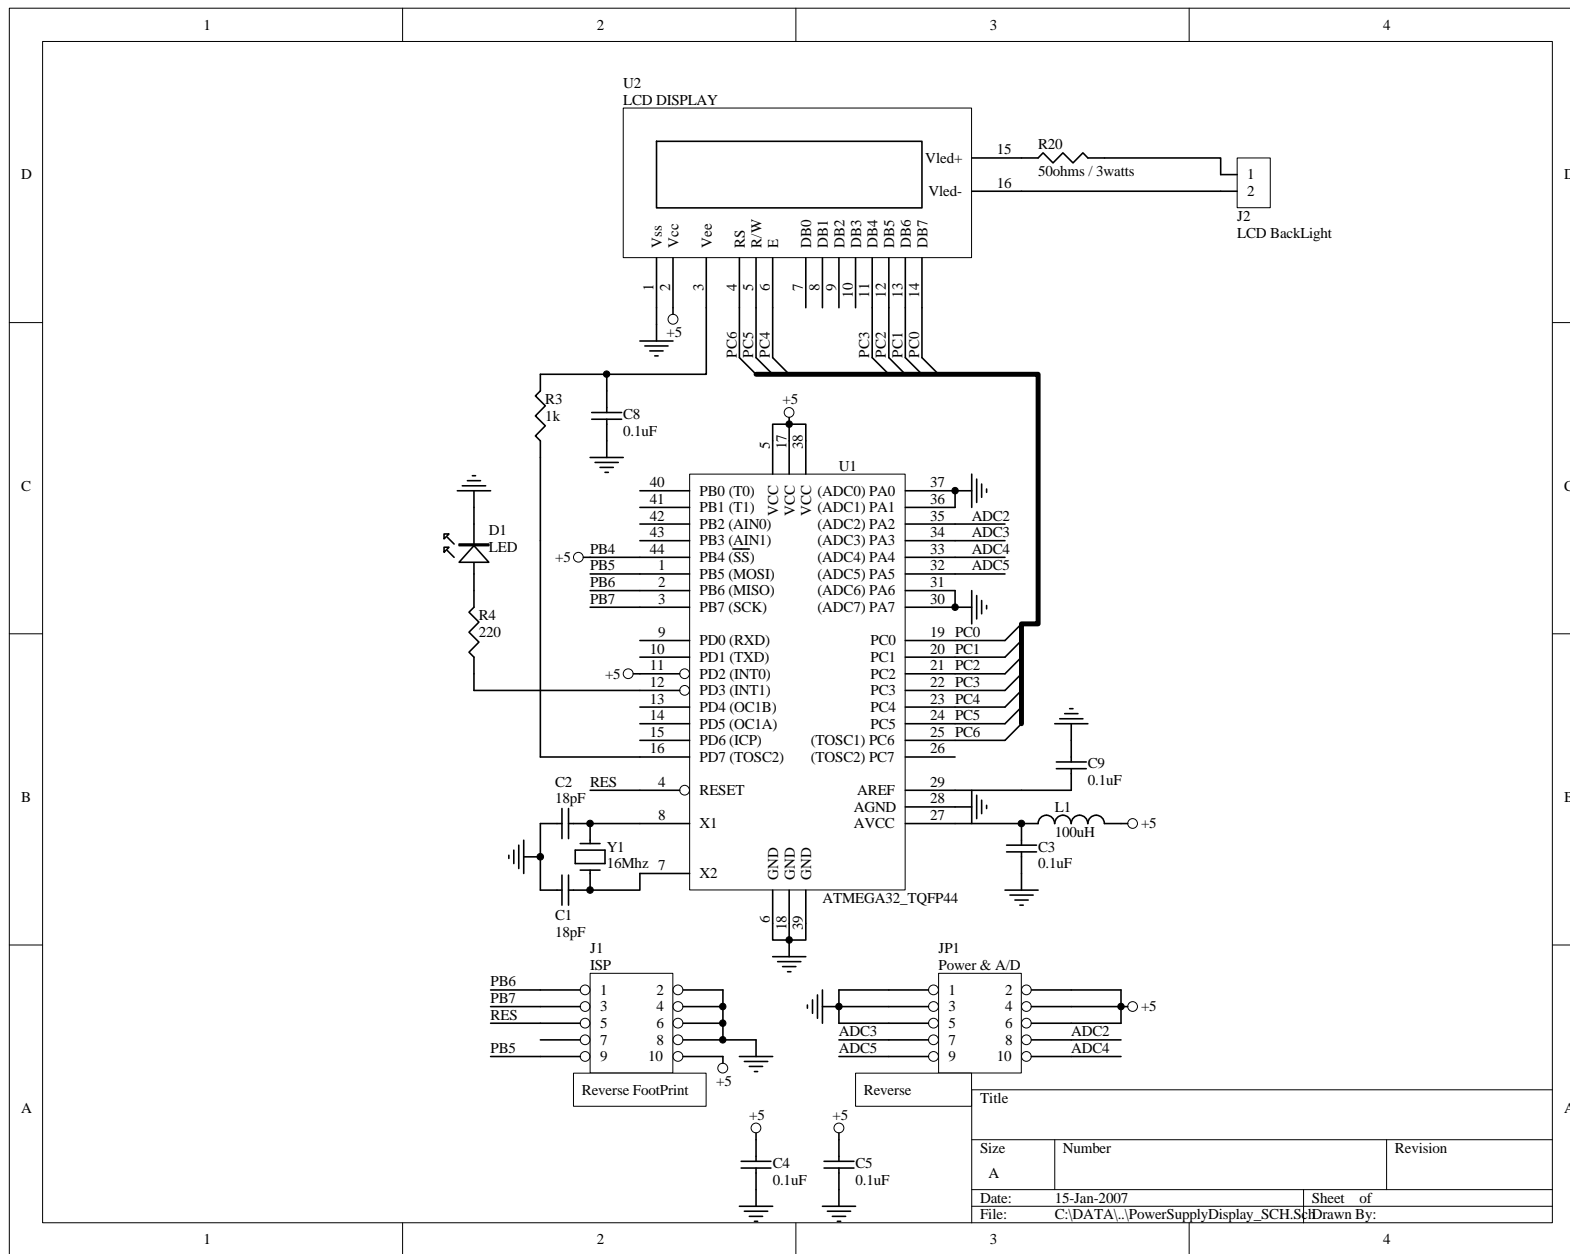 1 2 3 4
U2
LCD DISPLAY
Vled+ 15 R20
50ohms / 3watts
Vled- 16
1
2
J2
LCD BackLight
D
D
Vss Vcc Vee RS R/W E DB0 DB1 DB2 DB3 DB4 DB5 DB6 DB7
1 2 3 4 5 6 7 8 9 10 11 12 13 14
+5
PC6 PC5 PC4 PC3 PC2 PC1 PC0
R3
1k
C8
0.1uF
+5
5 17 38
U1
VCC VCC VCC
C
C
40 PB0 (T0) (ADC0) PA0 37
41 PB1 (T1) (ADC1) PA1 36
42 PB2 (AIN0) (ADC2) PA2 35 ADC2
43 PB3 (AIN1) (ADC3) PA3 34 ADC3
+5 PB4 44 PB4 (SS) (ADC4) PA4 33 ADC4
PB5 1 PB5 (MOSI) (ADC5) PA5 32 ADC5
PB6 2 PB6 (MISO) (ADC6) PA6 31
PB7 3 PB7 (SCK) (ADC7) PA7 30
D1
LED
R4
220
9 PD0 (RXD) PC0 19 PC0
10 PD1 (TXD) PC1 20 PC1
+5 11 PD2 (INT0) PC2 21 PC2
12 PD3 (INT1) PC3 22 PC3
13 PD4 (OC1B) PC4 23 PC4
14 PD5 (OC1A) PC5 24 PC5
15 PD6 (ICP) (TOSC1) PC6 25 PC6
16 PD7 (TOSC2) (TOSC2) PC7 26
C9
0.1uF
B
B
C2
18pF
RES 4 RESET AREF 29
AGND 28
8 X1 AVCC 27
L1
100uH
+5
C3
0.1uF
Y1
16Mhz
7 X2
GND GND GND
ATMEGA32_TQFP44
6 18 39
C1
18pF
J1
ISP
PB6 1 2
PB7 3 4
RES 5 6
7 8
PB5 9 10
+5
Reverse FootPrint
JP1
Power & A/D
1 2
3 4 +5
5 6
ADC3 7 8 ADC2
ADC5 9 10 ADC4
Reverse
A
A
+5
C4
0.1uF
+5
C5
0.1uF
Title
Size Number Revision
A
Date: 15-Jan-2007 Sheet of
File: C:\DATA\..\PowerSupplyDisplay_SCH.Sch Drawn By:
1 2 3 4